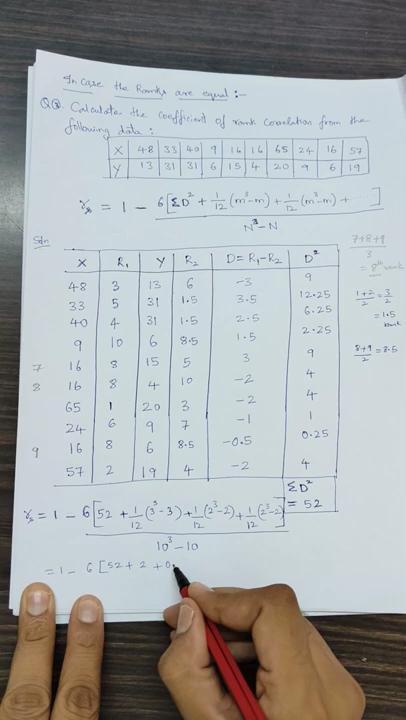 In case the Ranks are equal :-
Q2. Calculate the coefficient of rank correlation from the
following data :
X 48 33 40 9 16 16 65 24 16 57
Y 13 31 31 6 15 4 20 9 6 19
r_s = 1 - 6[ΣD² + 1/12 (m³-m) + 1/12 (m³-m) + ]
N³-N
Soln
X R₁ Y R₂ D = R₁-R₂ D²
48 3 13 6 -3 9
33 5 31 1.5 3.5 12.25
40 4 31 1.5 2.5 6.25
9 10 6 8.5 1.5 2.25
7 16 8 15 5 3 9
8 16 8 4 10 -2 4
65 1 20 3 -2 4
24 6 9 7 -1 1
9 16 8 6 8.5 -0.5 0.25
57 2 19 4 -2 4
ΣD² = 52
7+8+9
3
= 8th rank
1+2/2 = 3/2
= 1.5
rank
8+9/2 = 8.5
r_s = 1 - 6[52 + 1/12 (3³-3) + 1/12 (2³-2) + 1/12 (2³-2)]
10³-10
= 1 - 6 [52 + 2 + 0.